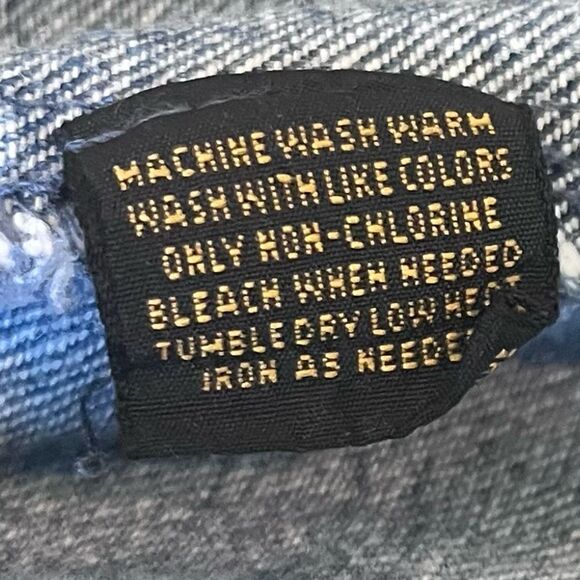 MACHINE WASH WARM
WASH WITH LIKE COLORS
ONLY NON-CHLORINE
BLEACH WHEN NEEDED
TUMBLE DRY LOW HEAT
IRON AS NEEDED